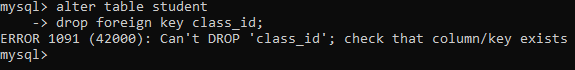 mysql> alter table student
    -> drop foreign key class_id;
ERROR 1091 (42000): Can't DROP 'class_id'; check that column/key exists
mysql>